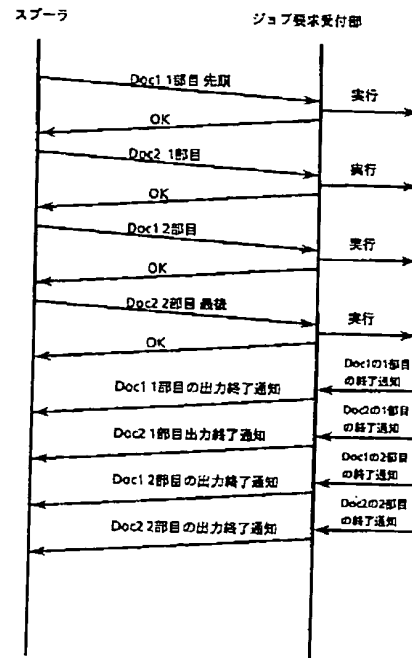 スプーラ
ジョブ要求受付部
Doc1 1部目 先頭
実行
OK
Doc2 1部目
実行
OK
Doc1 2部目
実行
OK
Doc2 2部目 最後
実行
OK
Doc1の1部目
の終了通知
Doc1 1部目の出力終了通知
Doc2の1部目
の終了通知
Doc2 1部目出力終了通知
Doc1の2部目
の終了通知
Doc1 2部目の出力終了通知
Doc2の2部目
の終了通知
Doc2 2部目の出力終了通知